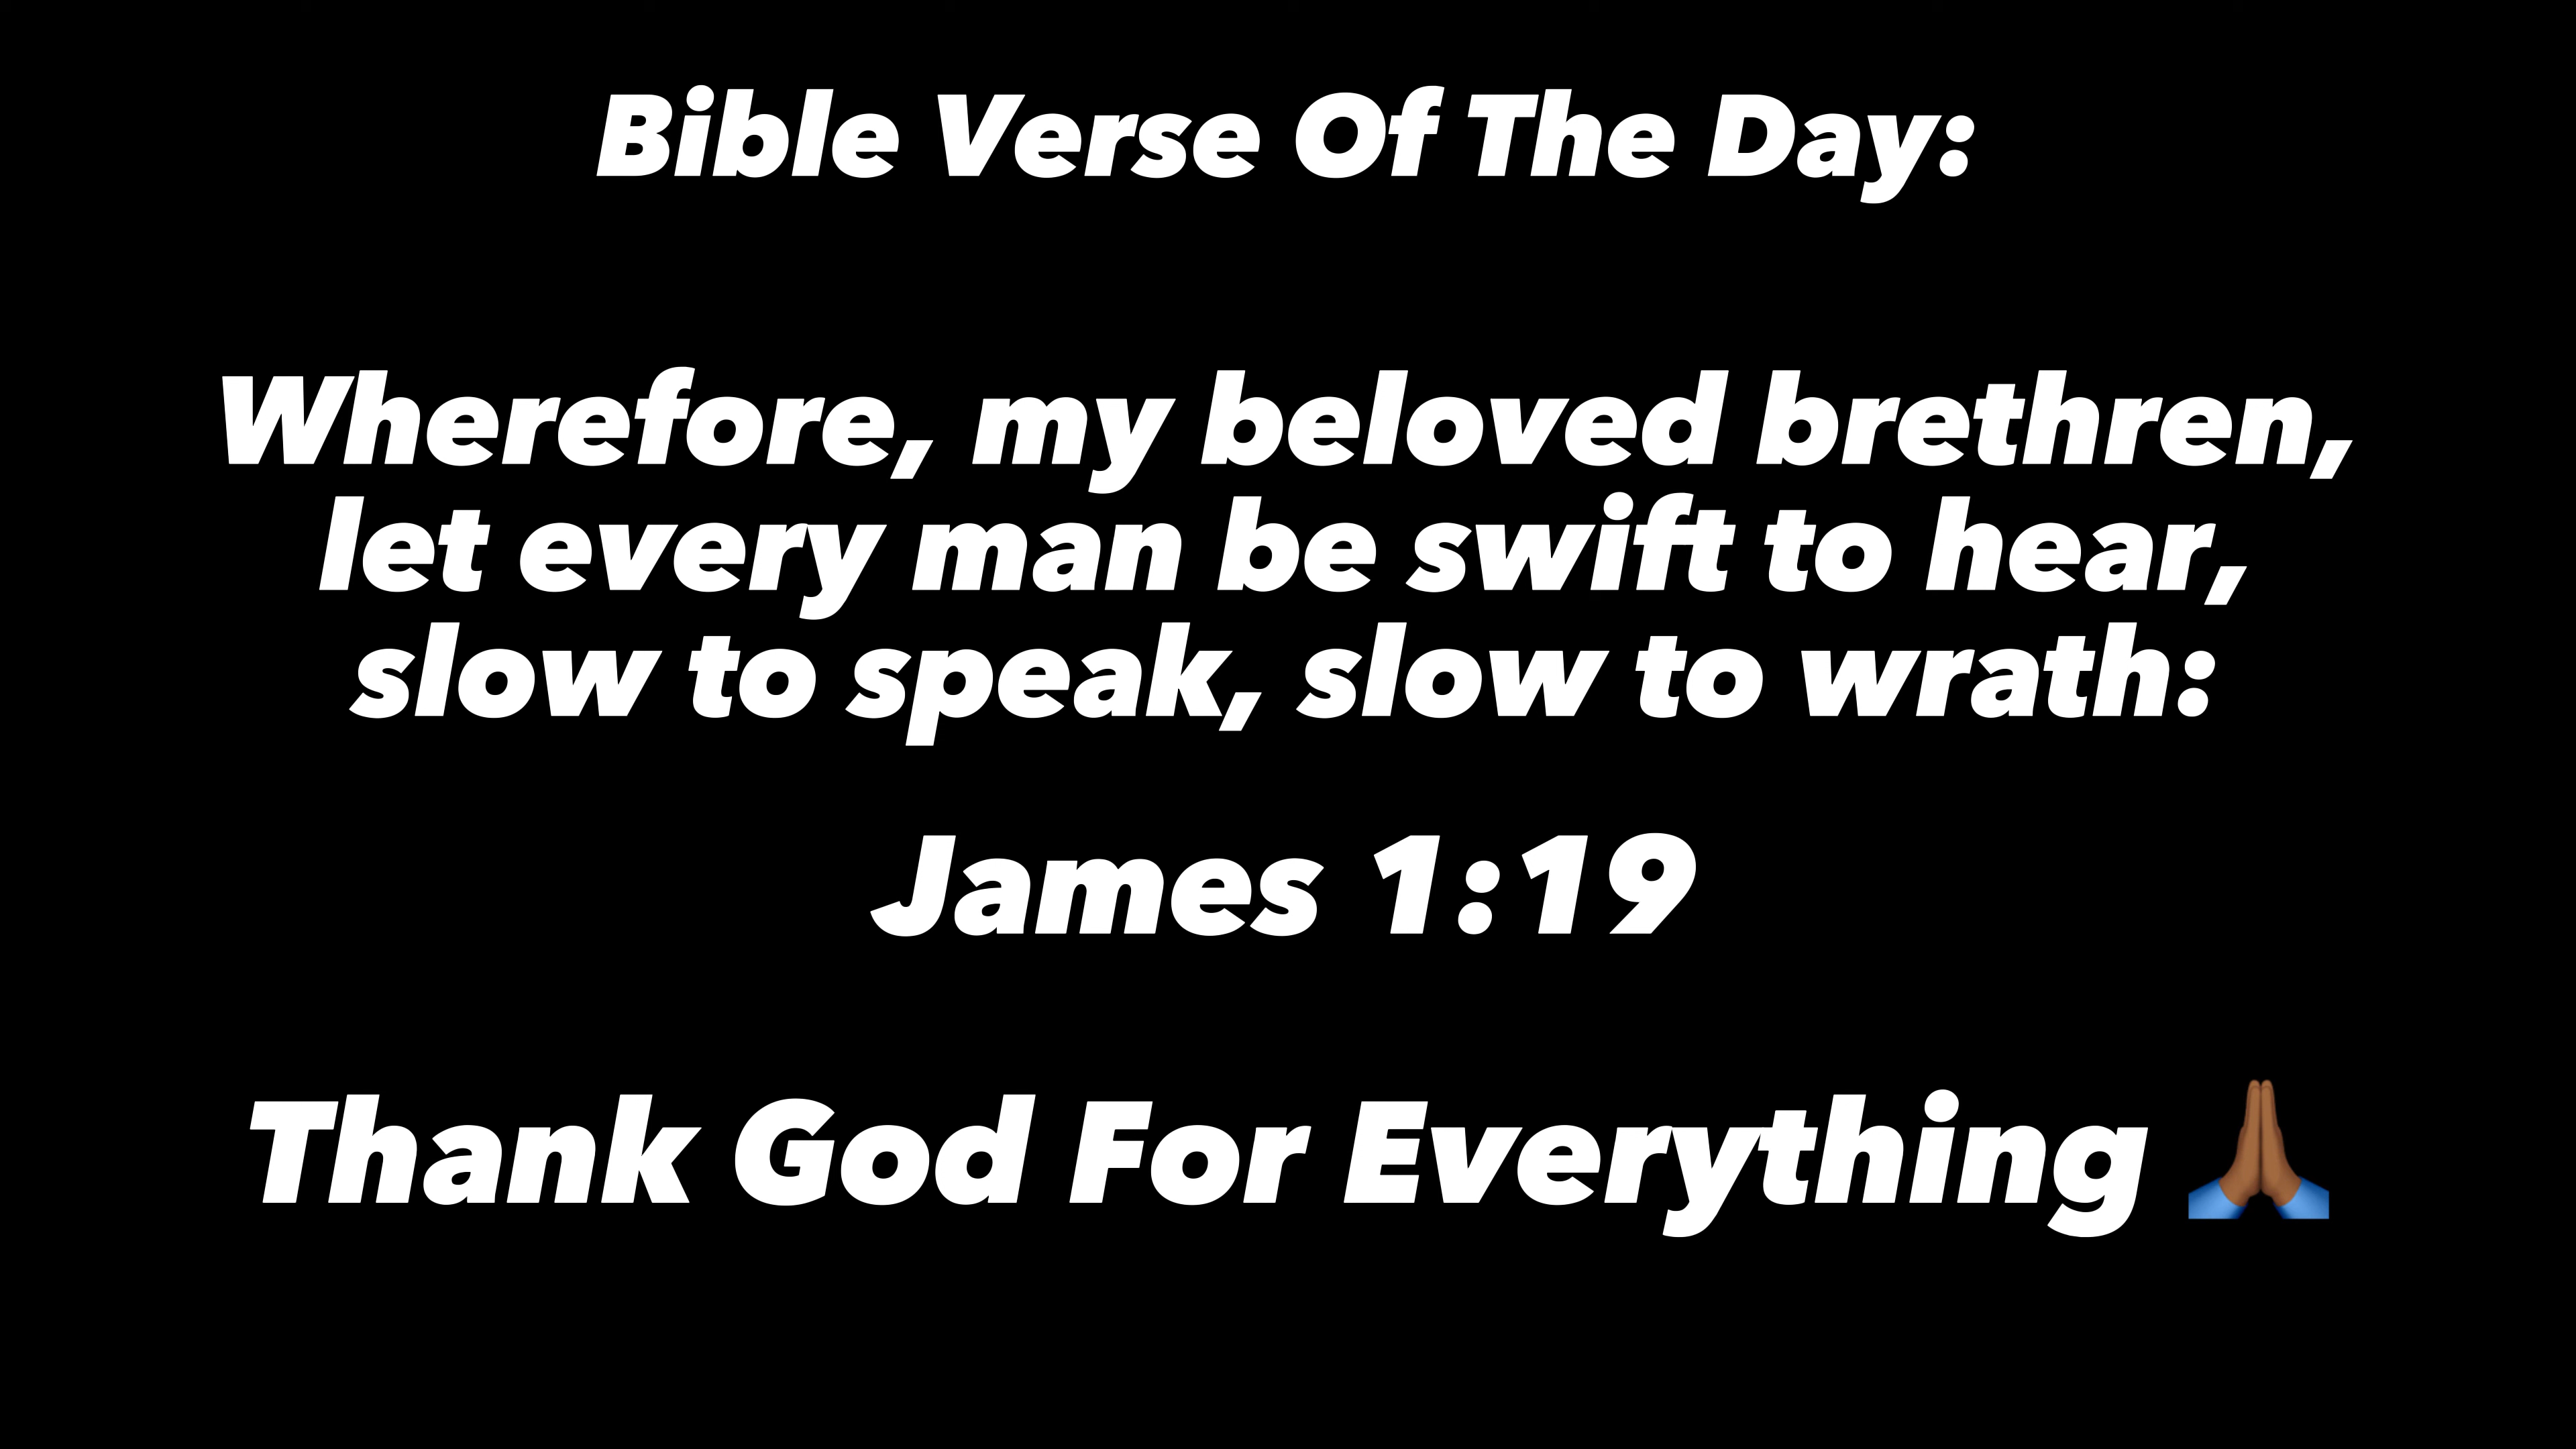 Bible Verse Of The Day:
Wherefore, my beloved brethren,
let every man be swift to hear,
slow to speak, slow to wrath:
James 1:19
Thank God For Everything 🙏🏾